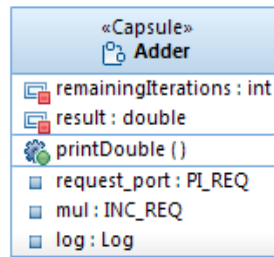 «Capsule»
Adder
remainingIterations : int
result : double
printDouble ( )
request_port : PI_REQ
mul : INC_REQ
log : Log